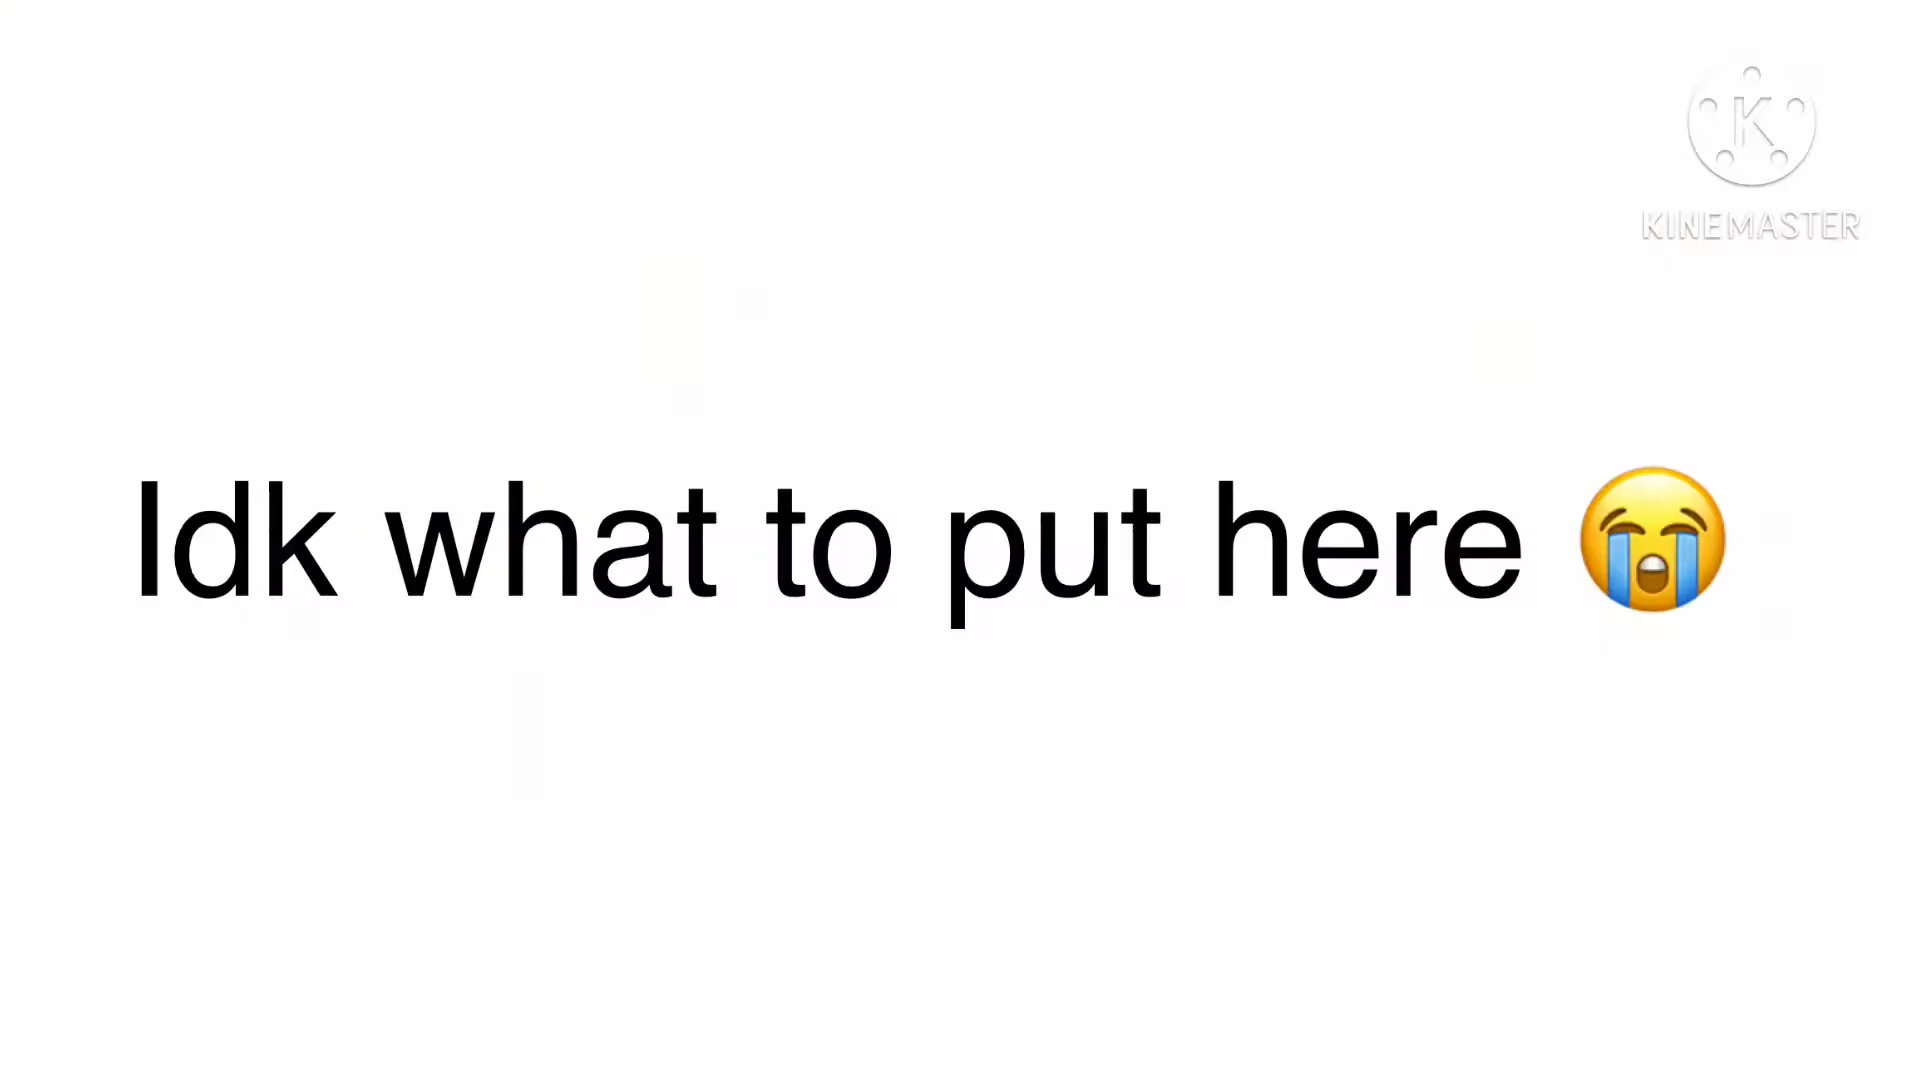 K
KINEMASTER
Idk what to put here 😭